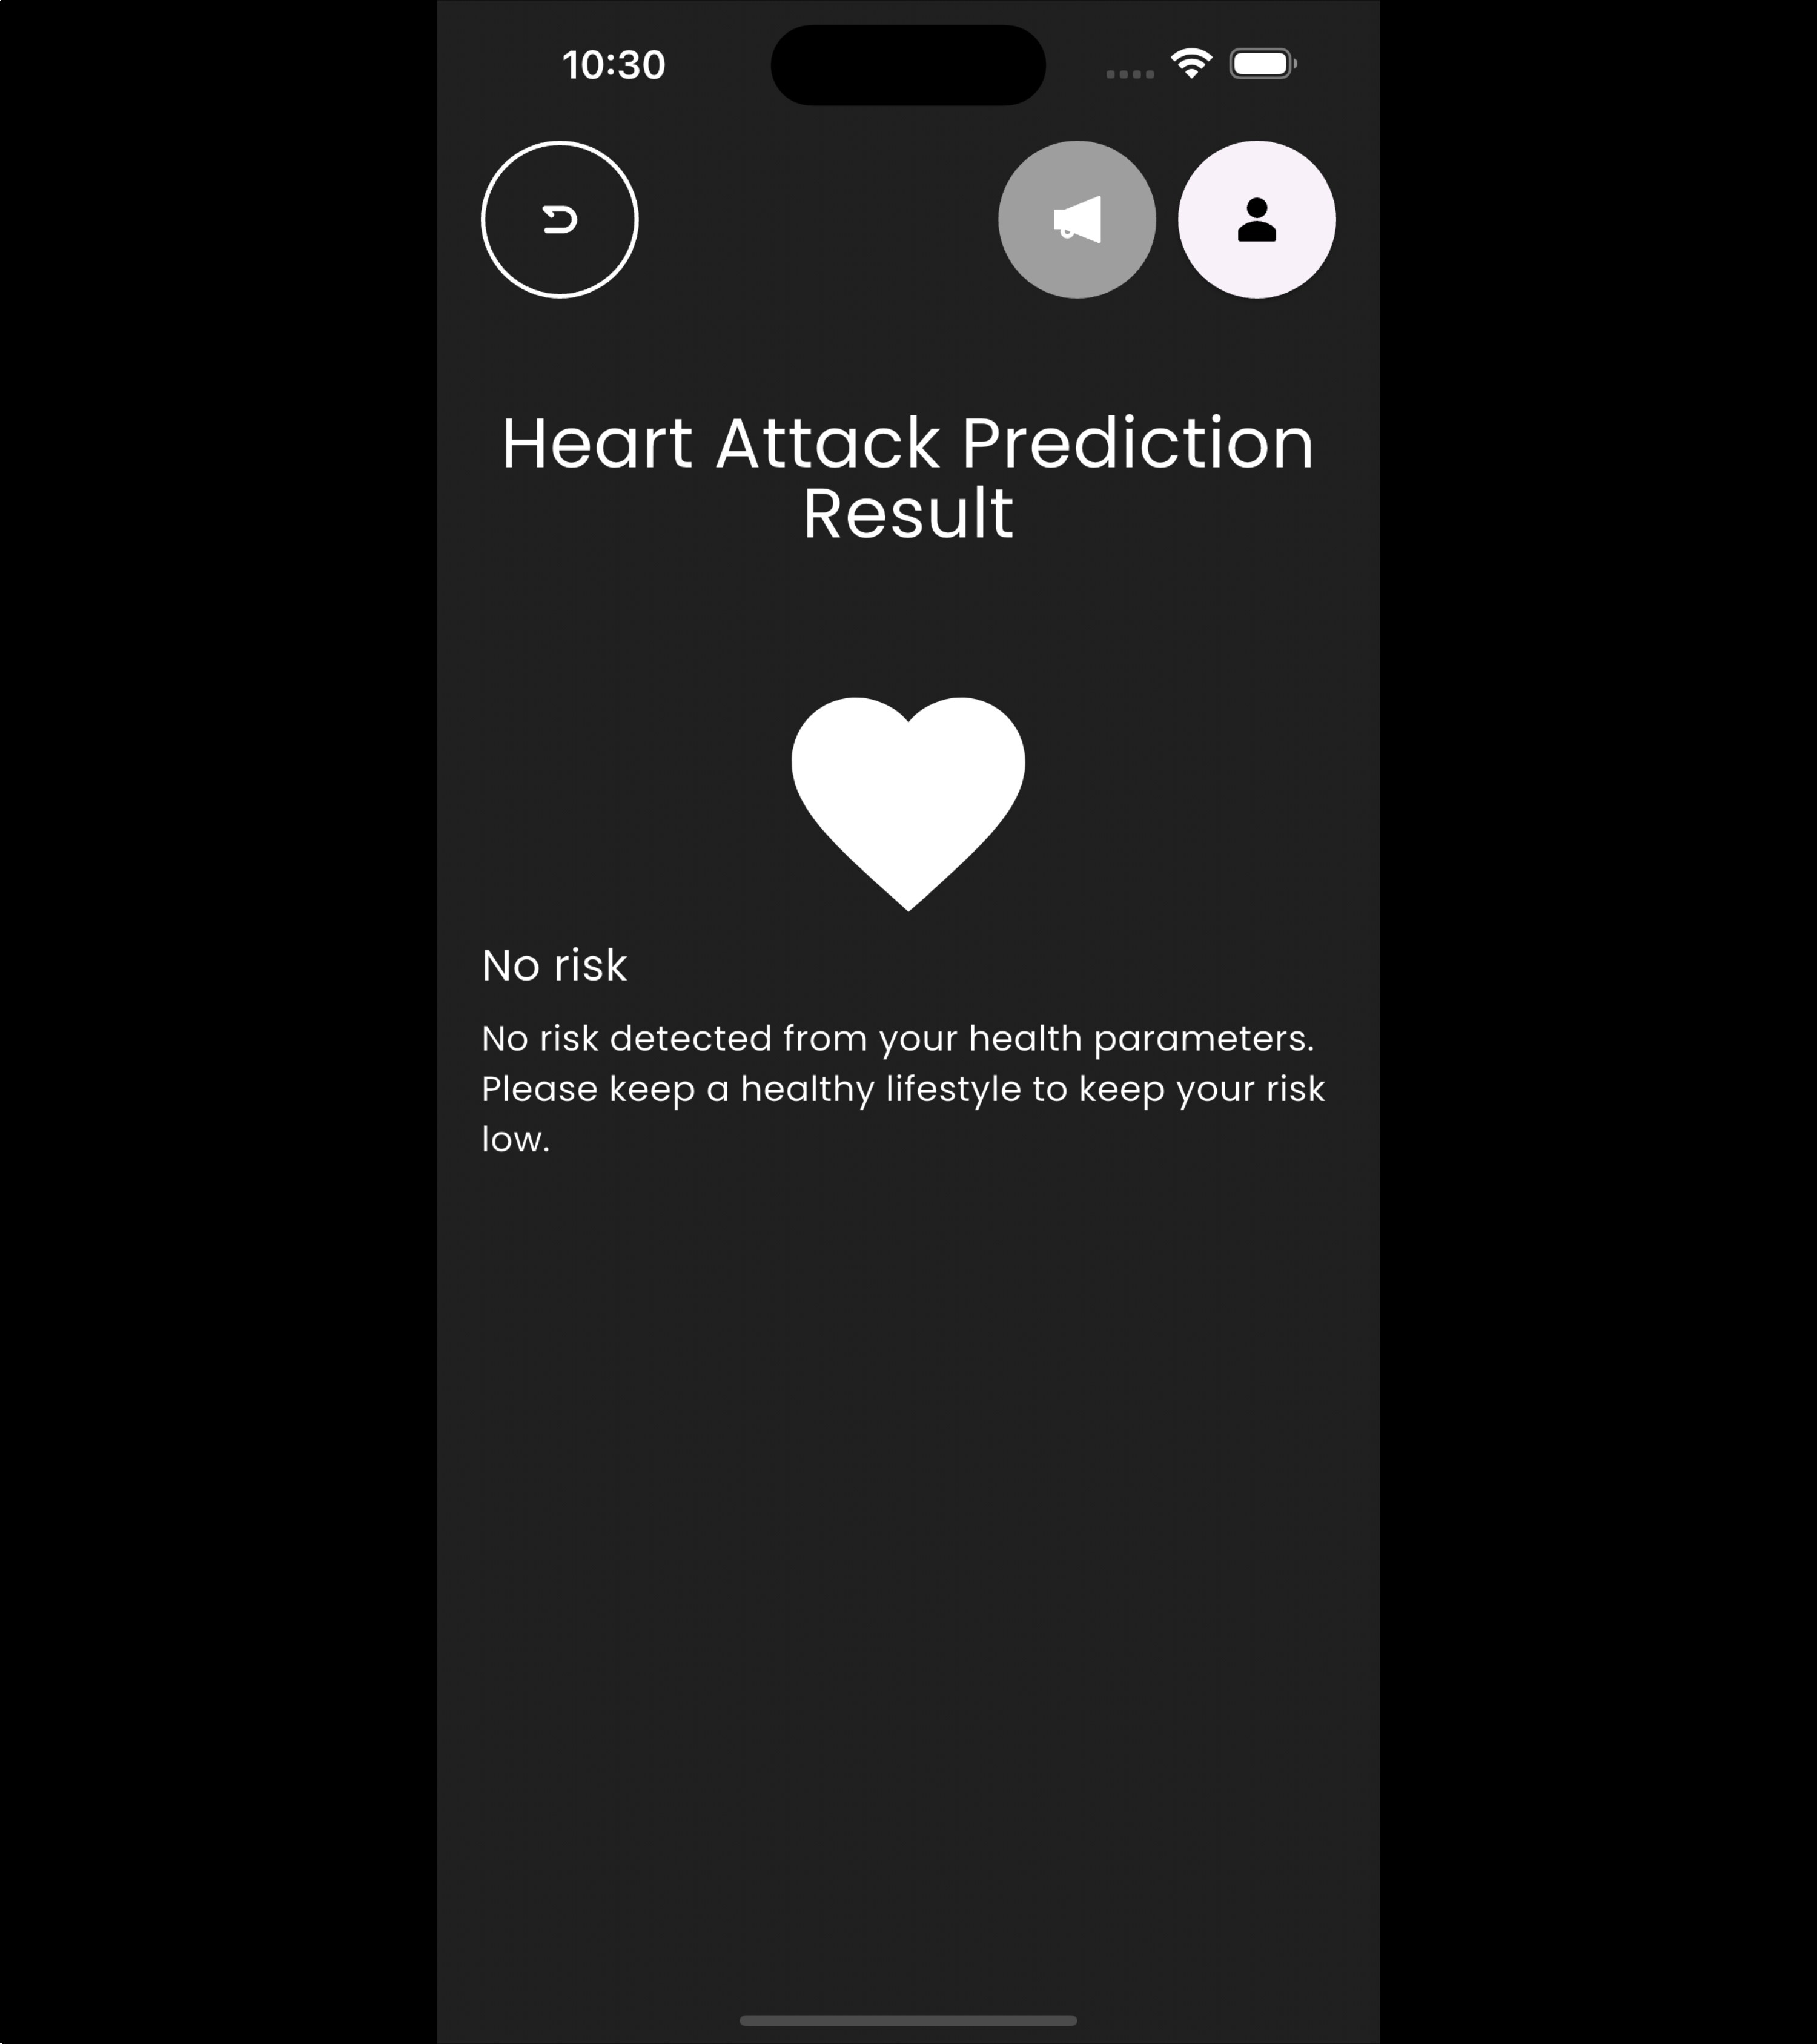 10:30
Heart Attack Prediction
Result
No risk
No risk detected from your health parameters.
Please keep a healthy lifestyle to keep your risk
low.